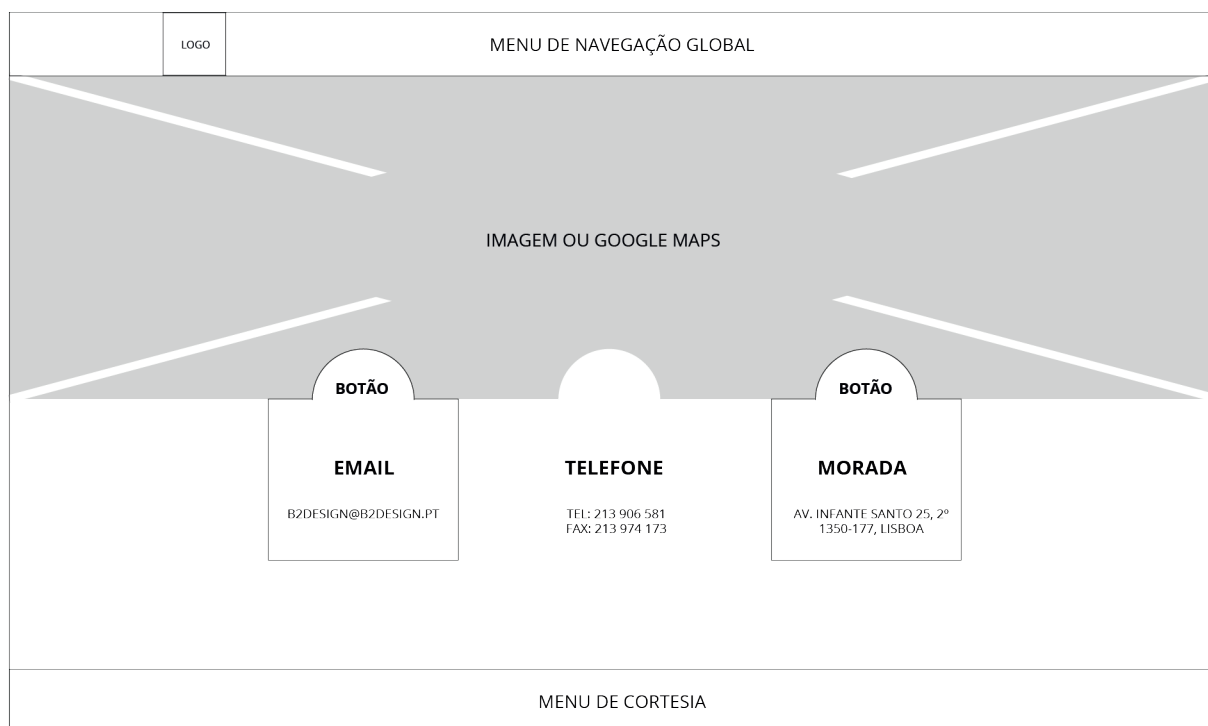 LOGO
MENU DE NAVEGAÇÃO GLOBAL
IMAGEM OU GOOGLE MAPS
BOTÃO
BOTÃO
EMAIL
B2DESIGN@B2DESIGN.PT
TELEFONE
TEL: 213 906 581
FAX: 213 974 173
MORADA
AV. INFANTE SANTO 25, 2º
1350-177, LISBOA
MENU DE CORTESIA